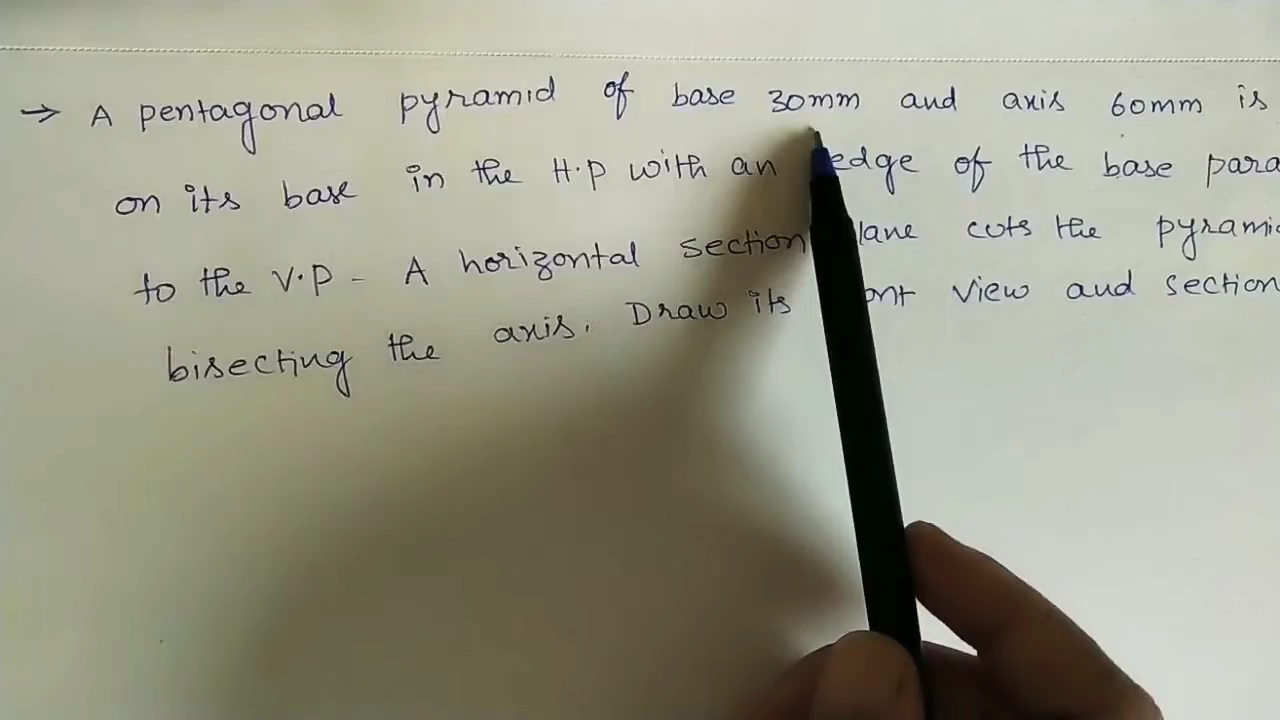 → A pentagonal pyramid of base 30mm and axis 60mm is
on its base in the H.P with an edge of the base para
to the V.P - A horizontal section lane cuts the pyrami
bisecting the axis. Draw its ont view and section